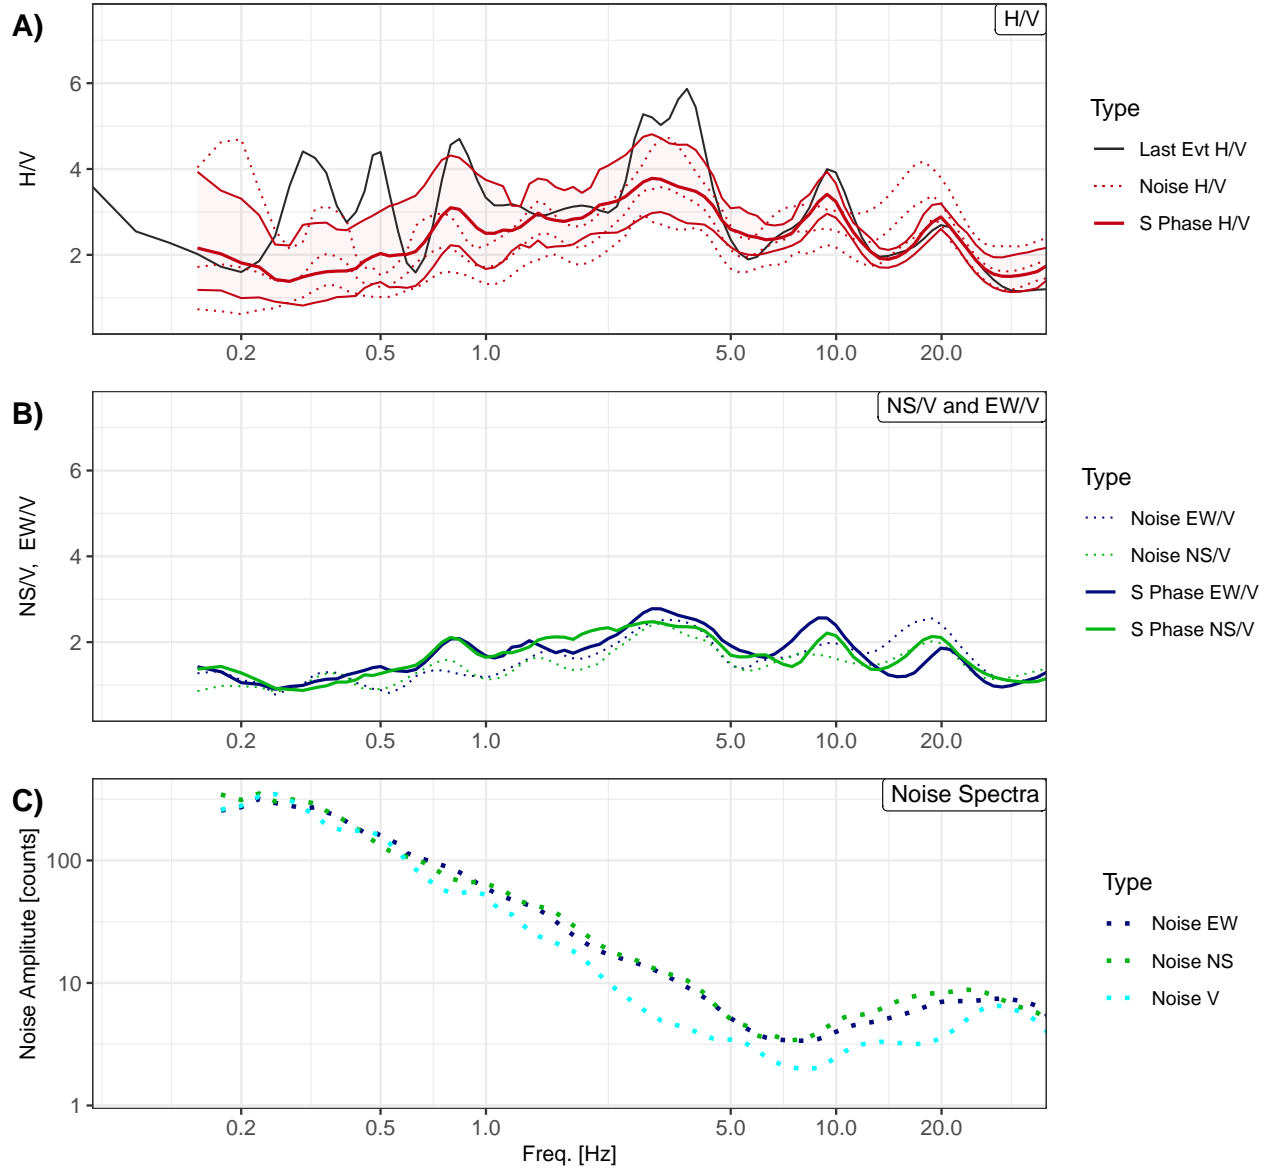 A)
H/V
H/V
6
4
2
0.2 0.5 1.0 5.0 10.0 20.0
Type
Last Evt H/V
Noise H/V
S Phase H/V
B)
NS/V and EW/V
NS/V, EW/V
6
4
2
0.2 0.5 1.0 5.0 10.0 20.0
Type
Noise EW/V
Noise NS/V
S Phase EW/V
S Phase NS/V
C)
Noise Spectra
Noise Amplitute [counts]
100
10
1
0.2 0.5 1.0 5.0 10.0 20.0
Freq. [Hz]
Type
Noise EW
Noise NS
Noise V